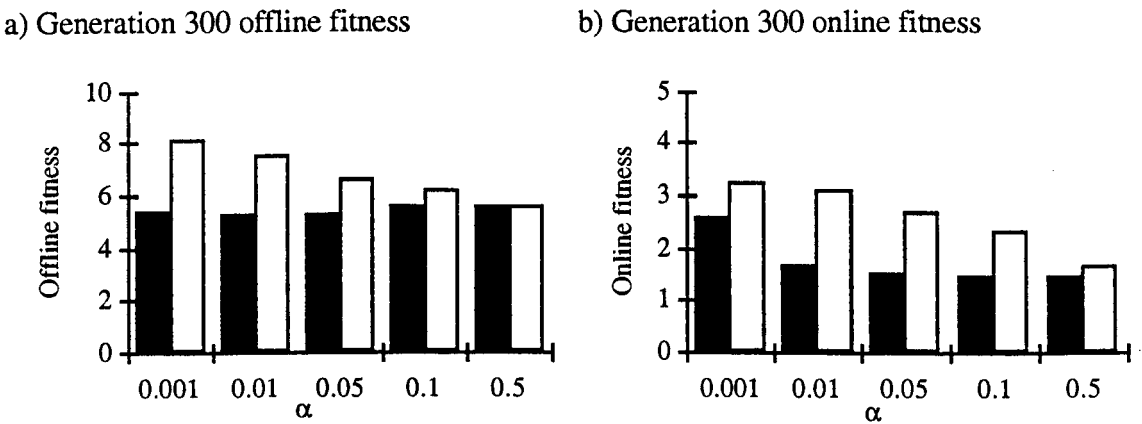 a) Generation 300 offline fitness
b) Generation 300 online fitness
Offline fitness
10
8
6
4
2
0
0.001 0.01 0.05 0.1 0.5
α
Online fitness
5
4
3
2
1
0
0.001 0.01 0.05 0.1 0.5
α